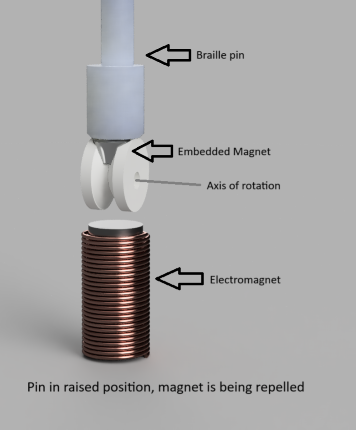 Braille pin
Embedded Magnet
Axis of rotation
Electromagnet
Pin in raised position, magnet is being repelled